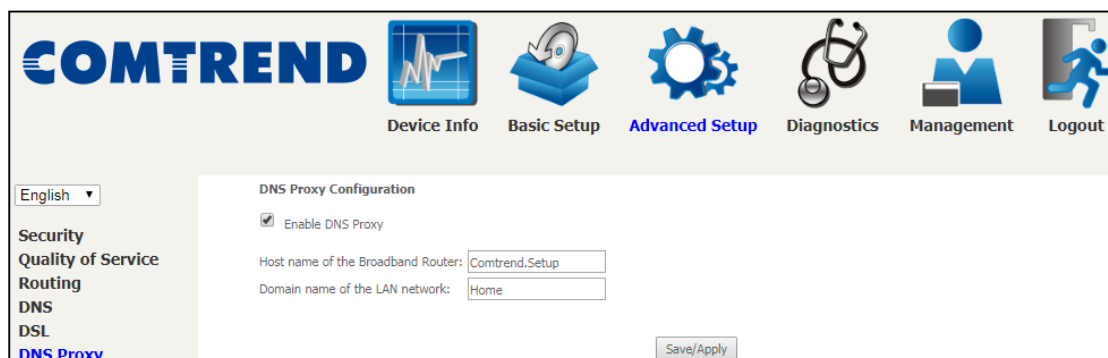 COMTREND
Device Info Basic Setup Advanced Setup Diagnostics Management Logout
English
DNS Proxy Configuration
Enable DNS Proxy
Security
Quality of Service
Routing
DNS
DSL
DNS Proxy
Host name of the Broadband Router: Comtrend.Setup
Domain name of the LAN network: Home
Save/Apply